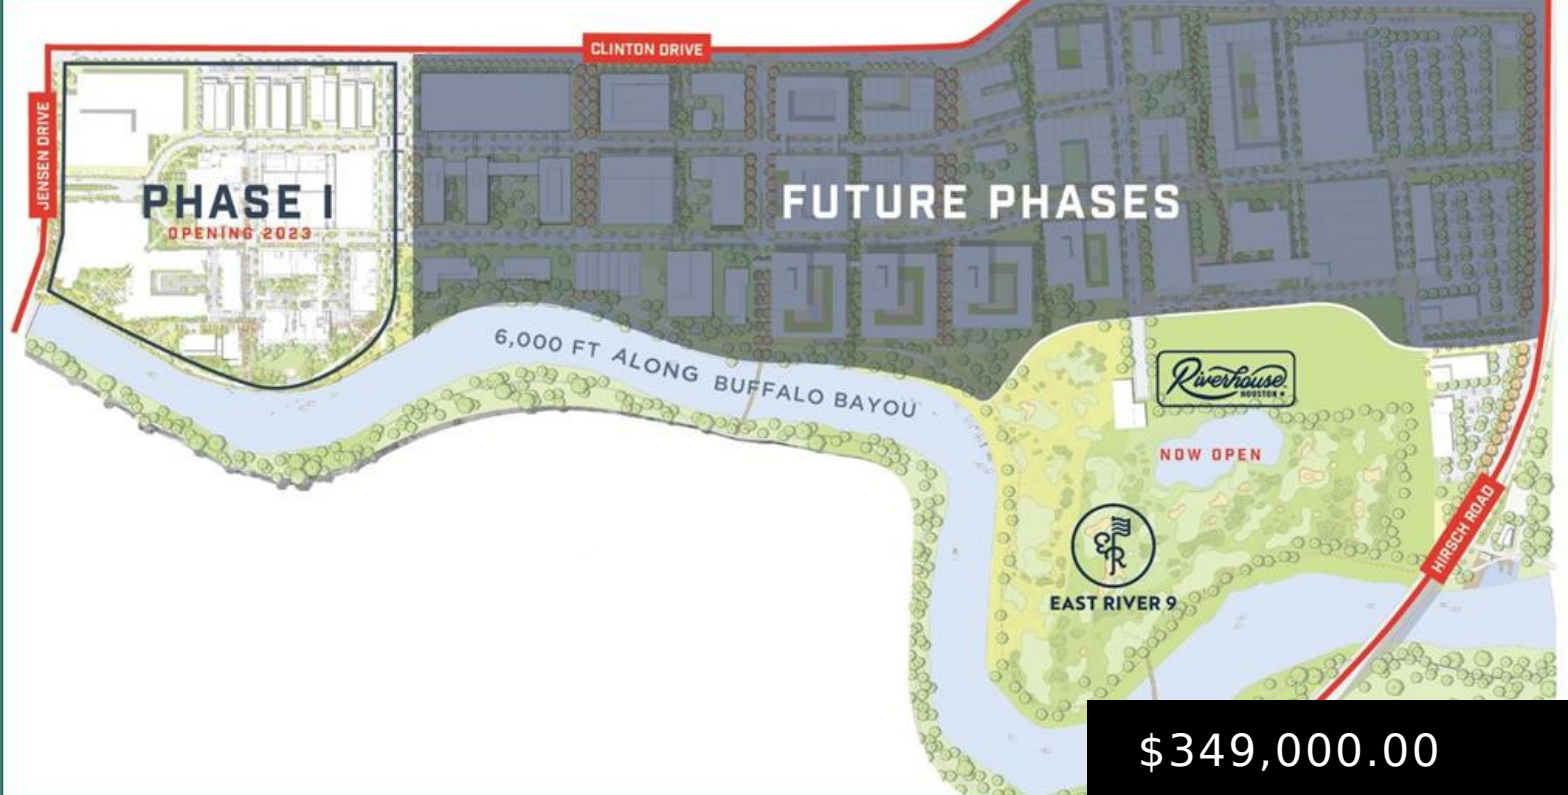 CLINTON DRIVE
JENSEN DRIVE
PHASE I
OPENING 2023
FUTURE PHASES
6,000 FT ALONG BUFFALO BAYOU
Riverhouse
HOUSTON
NOW OPEN
ER
EAST RIVER 9
HIRSCH ROAD
$349,000.00